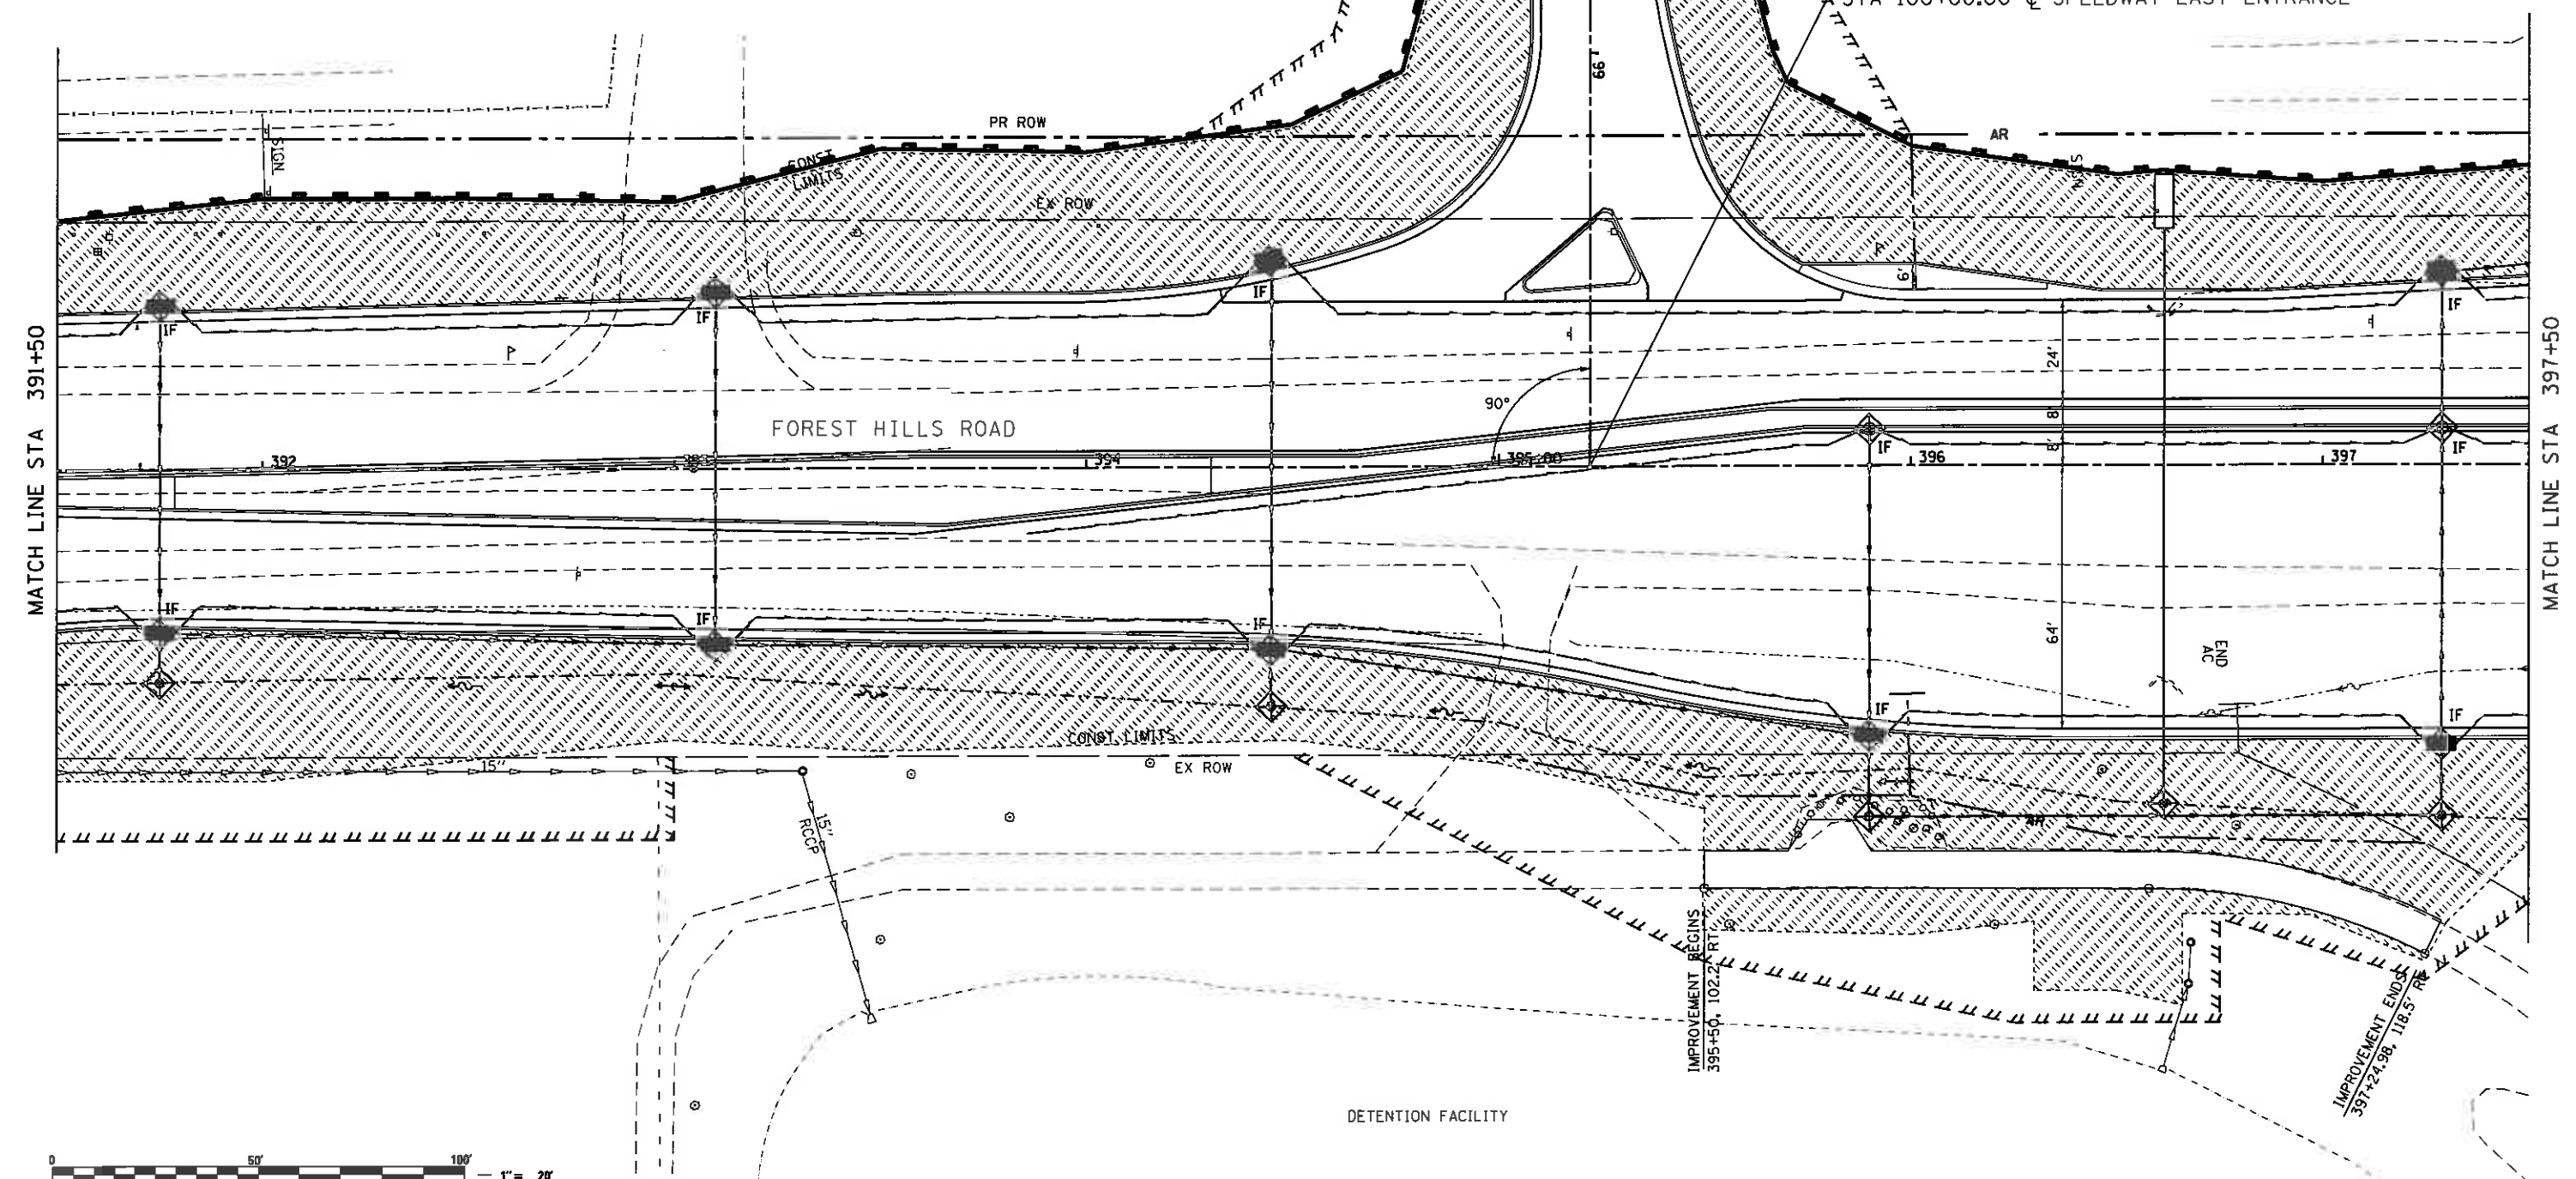 SPEEDWAY EAST ENTRANCE
66'
PR ROW
AR
SIGN
CONST
LIMITS
EX ROW
SIGN
6'
IF
IF
IF
IF
MATCH LINE STA 391+50
24'
MATCH LINE STA 397+50
90°
8'
FOREST HILLS ROAD
8'
IF
IF
392
394
395+00
396
397
IF
IF
IF
64'
END
AC
IF
IF
CONST LIMITS
15"
EX ROW
15"
RCCP
AR
IMPROVEMENT BEGINS
395+50, 102.2' RT
IMPROVEMENT ENDS
397+24.98, 118.5' RT
DETENTION FACILITY
0 50' 100'
1"= 20'